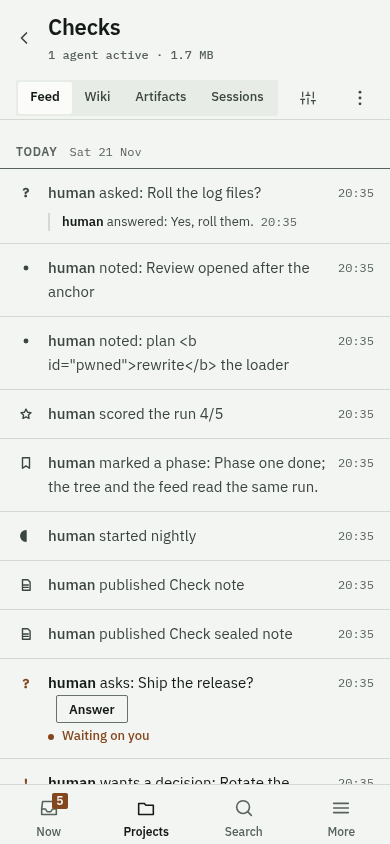 Checks
1 agent active · 1.7 MB
Feed Wiki Artifacts Sessions
TODAY Sat 21 Nov
? human asked: Roll the log files? 20:35
human answered: Yes, roll them. 20:35
human noted: Review opened after the 20:35
anchor
human noted: plan <b 20:35
id="pwned">rewrite</b> the loader
human scored the run 4/5 20:35
human marked a phase: Phase one done; 20:35
the tree and the feed read the same run.
human started nightly 20:35
human published Check note 20:35
human published Check sealed note 20:35
? human asks: Ship the release? 20:35
Answer
Waiting on you
! human wants a decision: Rotate the 20:35
5
Now Projects Search More